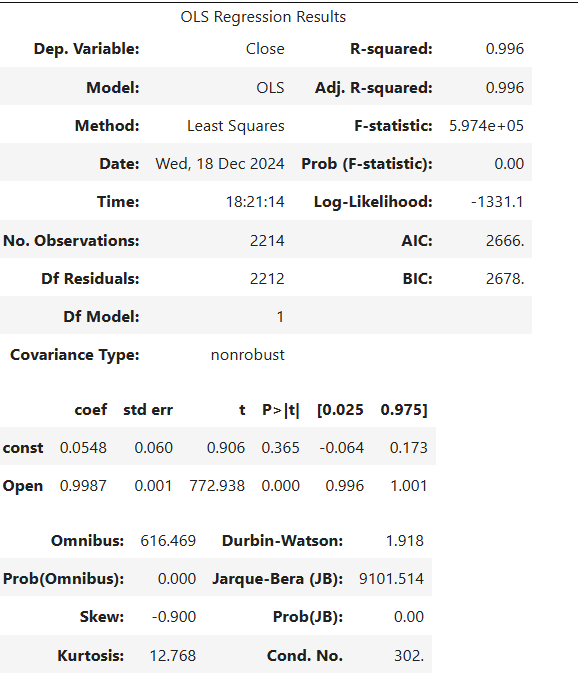 OLS Regression Results
Dep. Variable: Close R-squared: 0.996
Model: OLS Adj. R-squared: 0.996
Method: Least Squares F-statistic: 5.974e+05
Date: Wed, 18 Dec 2024 Prob (F-statistic): 0.00
Time: 18:21:14 Log-Likelihood: -1331.1
No. Observations: 2214 AIC: 2666.
Df Residuals: 2212 BIC: 2678.
Df Model: 1
Covariance Type: nonrobust
coef std err t P>|t| [0.025 0.975]
const 0.0548 0.060 0.906 0.365 -0.064 0.173
Open 0.9987 0.001 772.938 0.000 0.996 1.001
Omnibus: 616.469 Durbin-Watson: 1.918
Prob(Omnibus): 0.000 Jarque-Bera (JB): 9101.514
Skew: -0.900 Prob(JB): 0.00
Kurtosis: 12.768 Cond. No. 302.